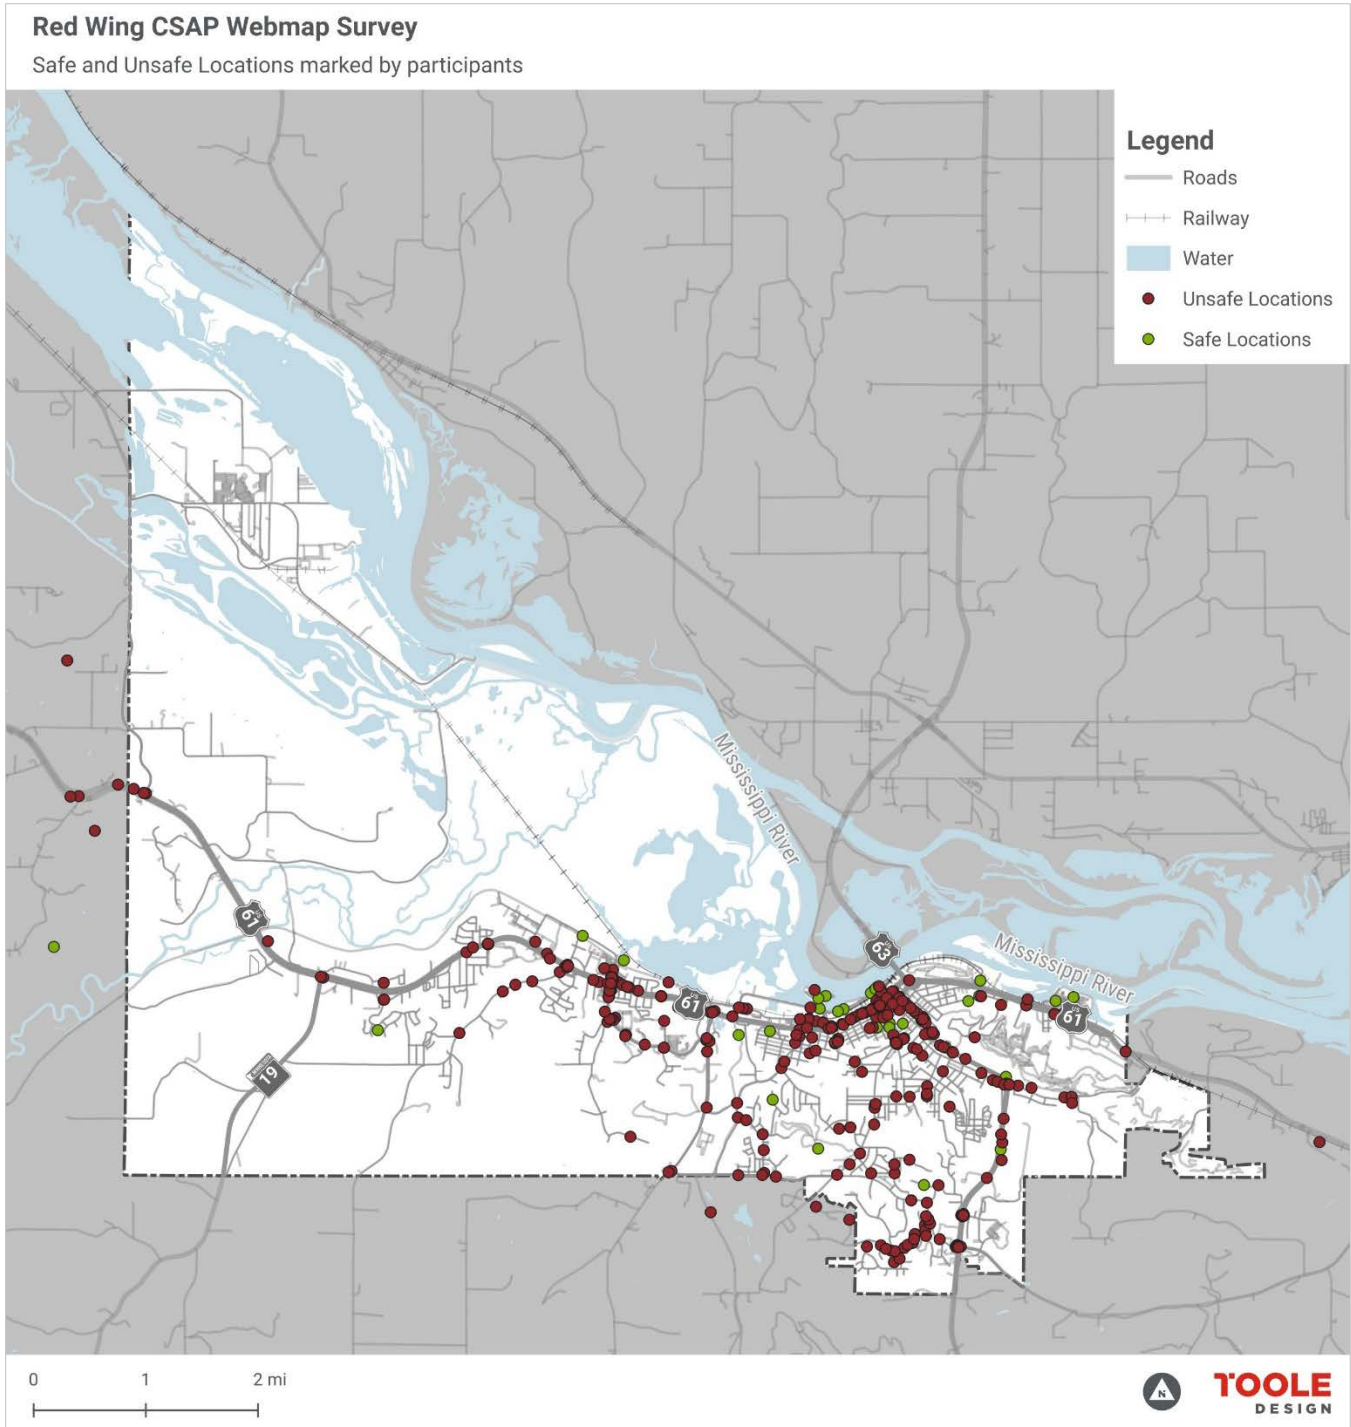 Red Wing CSAP Webmap Survey
Safe and Unsafe Locations marked by participants
Legend
Roads
Railway
Water
Unsafe Locations
Safe Locations
Mississippi River
63
Mississippi River
61
61
61
19
0 1 2 mi
N
TOOLE
DESIGN